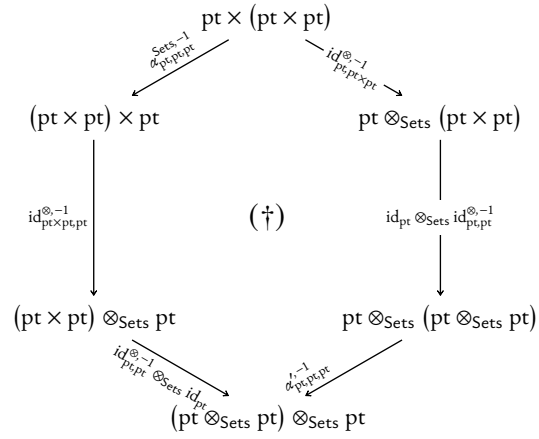 pt × (pt × pt)
α^{Sets,−1}_{pt,pt,pt}
id^{⊗,−1}_{pt,pt×pt}
(pt × pt) × pt
pt ⊗_{Sets} (pt × pt)
id^{⊗,−1}_{pt×pt,pt}
(†)
id_{pt} ⊗_{Sets} id^{⊗,−1}_{pt,pt}
(pt × pt) ⊗_{Sets} pt
pt ⊗_{Sets} (pt ⊗_{Sets} pt)
id^{⊗,−1}_{pt,pt} ⊗_{Sets} id_{pt}
α^{′,−1}_{pt,pt,pt}
(pt ⊗_{Sets} pt) ⊗_{Sets} pt